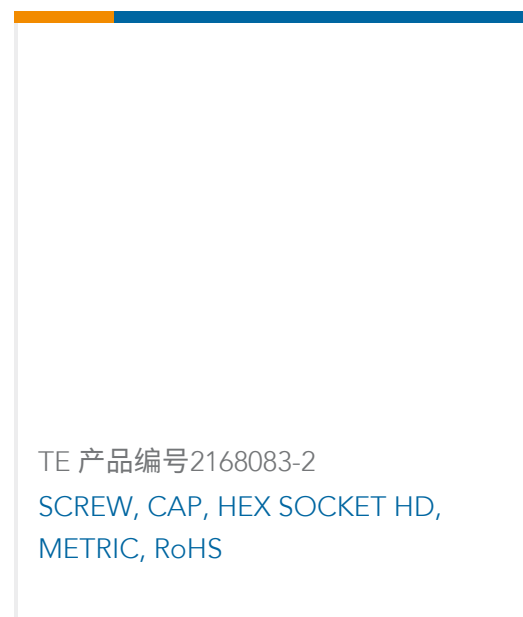 TE 产品编号2168083-2
SCREW, CAP, HEX SOCKET HD,
METRIC, RoHS